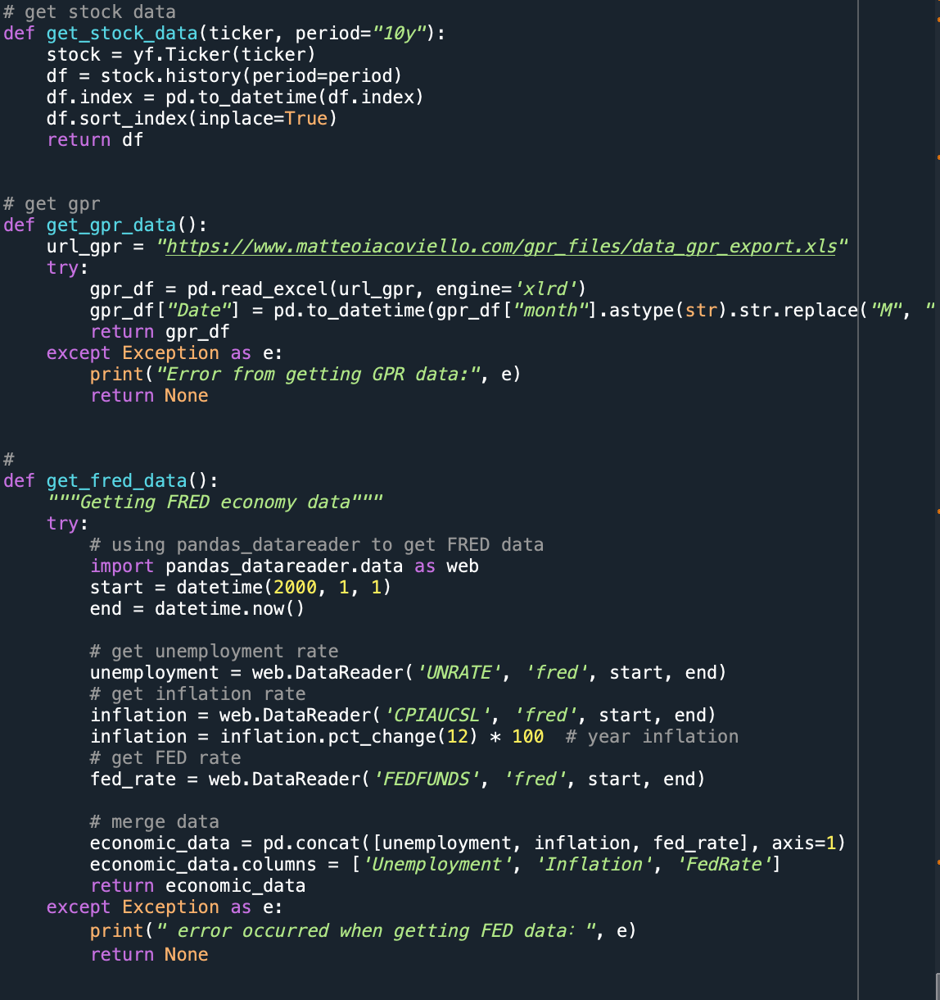 # get stock data
def get_stock_data(ticker, period="10y"):
    stock = yf.Ticker(ticker)
    df = stock.history(period=period)
    df.index = pd.to_datetime(df.index)
    df.sort_index(inplace=True)
    return df
# get gpr
def get_gpr_data():
    url_gpr = "https://www.matteoiacoviello.com/gpr_files/data_gpr_export.xls"
    try:
        gpr_df = pd.read_excel(url_gpr, engine='xlrd')
        gpr_df["Date"] = pd.to_datetime(gpr_df["month"].astype(str).str.replace("M", "
        return gpr_df
    except Exception as e:
        print("Error from getting GPR data:", e)
        return None
#
def get_fred_data():
    """Getting FRED economy data"""
    try:
        # using pandas_datareader to get FRED data
        import pandas_datareader.data as web
        start = datetime(2000, 1, 1)
        end = datetime.now()
        # get unemployment rate
        unemployment = web.DataReader('UNRATE', 'fred', start, end)
        # get inflation rate
        inflation = web.DataReader('CPIAUCSL', 'fred', start, end)
        inflation = inflation.pct_change(12) * 100  # year inflation
        # get FED rate
        fed_rate = web.DataReader('FEDFUNDS', 'fred', start, end)
        # merge data
        economic_data = pd.concat([unemployment, inflation, fed_rate], axis=1)
        economic_data.columns = ['Unemployment', 'Inflation', 'FedRate']
        return economic_data
    except Exception as e:
        print(" error occurred when getting FED data：", e)
        return None